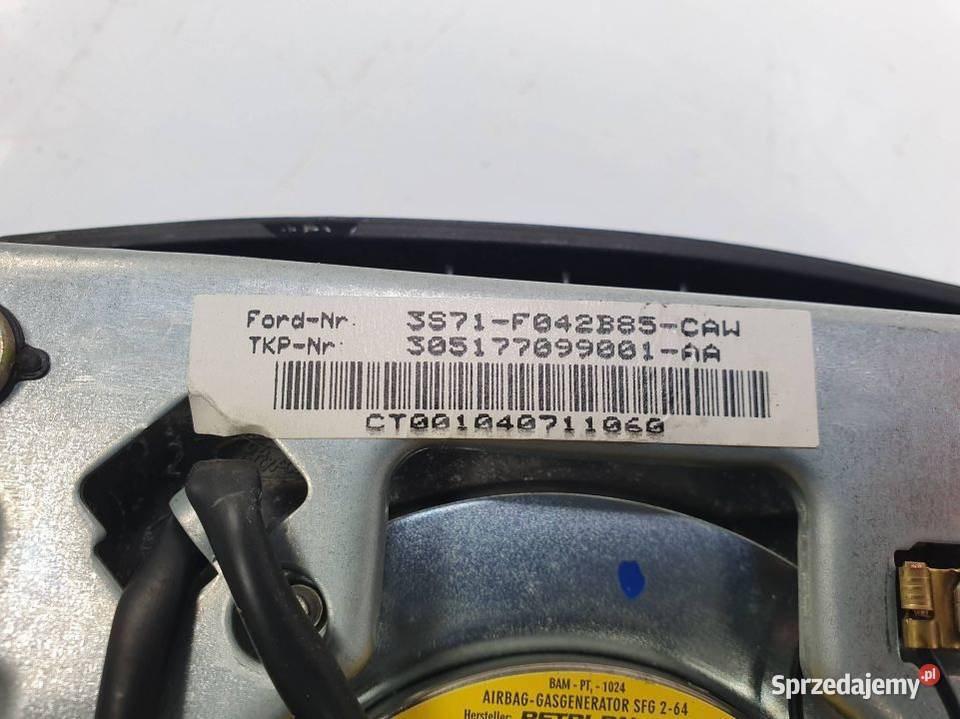 Ford-Nr: 3S71-F042B85-CAW
TKP-Nr: 305177099001-AA
CT001040711060
BAM - PT, - 1024
AIRBAG-GASGENERATOR SFG 2-64
Hersteller:
Sprzedajemy.pl